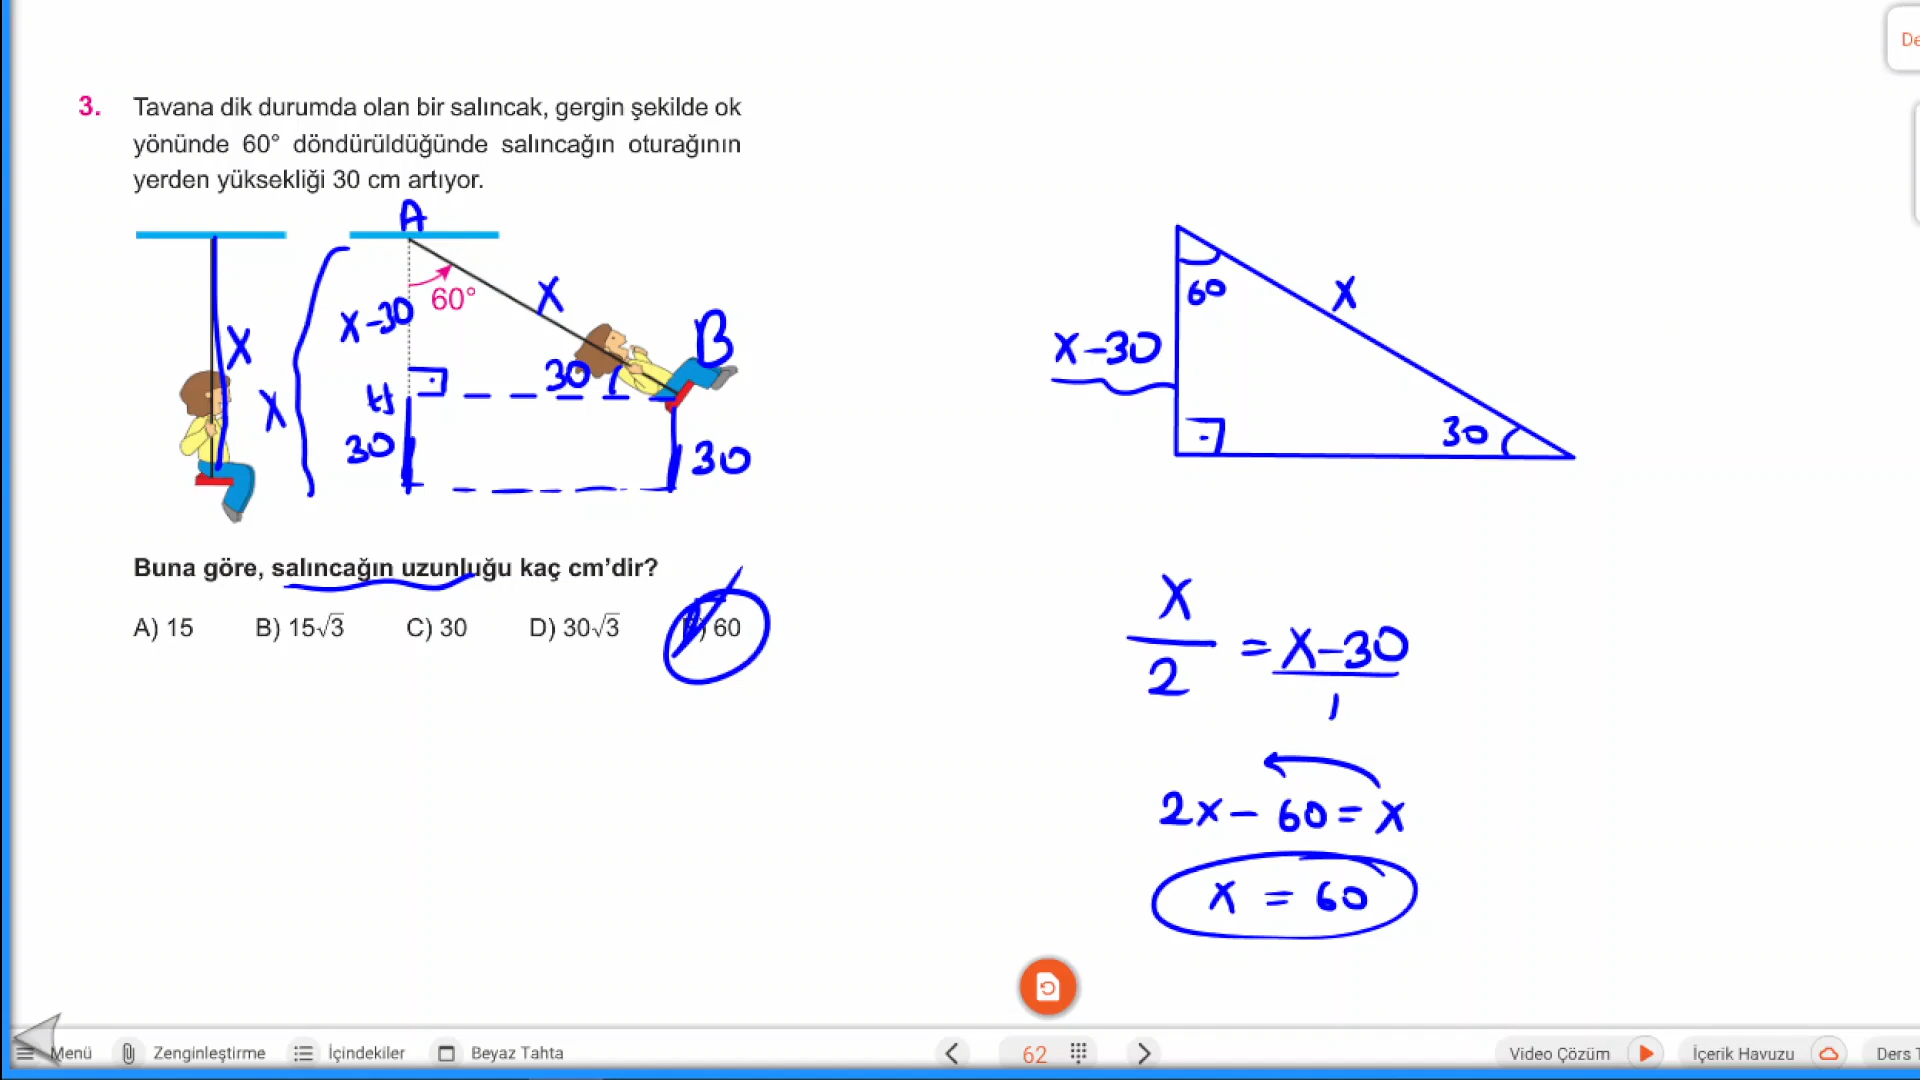 De
3. Tavana dik durumda olan bir salıncak, gergin şekilde ok
yönünde 60° döndürüldüğünde salıncağın oturağının
yerden yüksekliği 30 cm artıyor.
A
60°
x
x-30
B
x
x
30
H
30
30
60
x
x-30
30
Buna göre, salıncağın uzunluğu kaç cm’dir?
A) 15 B) 15√3 C) 30 D) 30√3 60
x/2 = x-30/1
2x - 60 = x
x = 60
Menü Zenginleştirme İçindekiler Beyaz Tahta 62 Video Çözüm İçerik Havuzu Ders